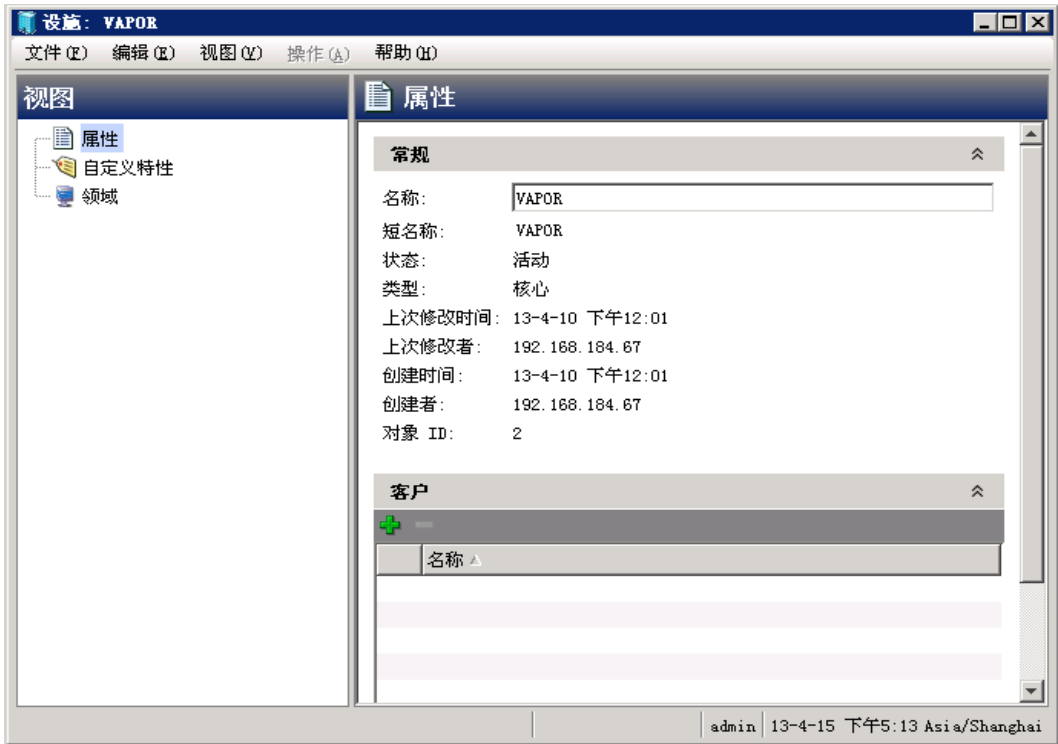 设施: VAPOR
文件(F) 编辑(E) 视图(V) 操作(A) 帮助(H)
视图
属性
自定义特性
领域
属性
常规
名称: VAPOR
短名称: VAPOR
状态: 活动
类型: 核心
上次修改时间: 13-4-10 下午12:01
上次修改者: 192.168.184.67
创建时间: 13-4-10 下午12:01
创建者: 192.168.184.67
对象 ID: 2
客户
名称
admin 13-4-15 下午5:13 Asia/Shanghai